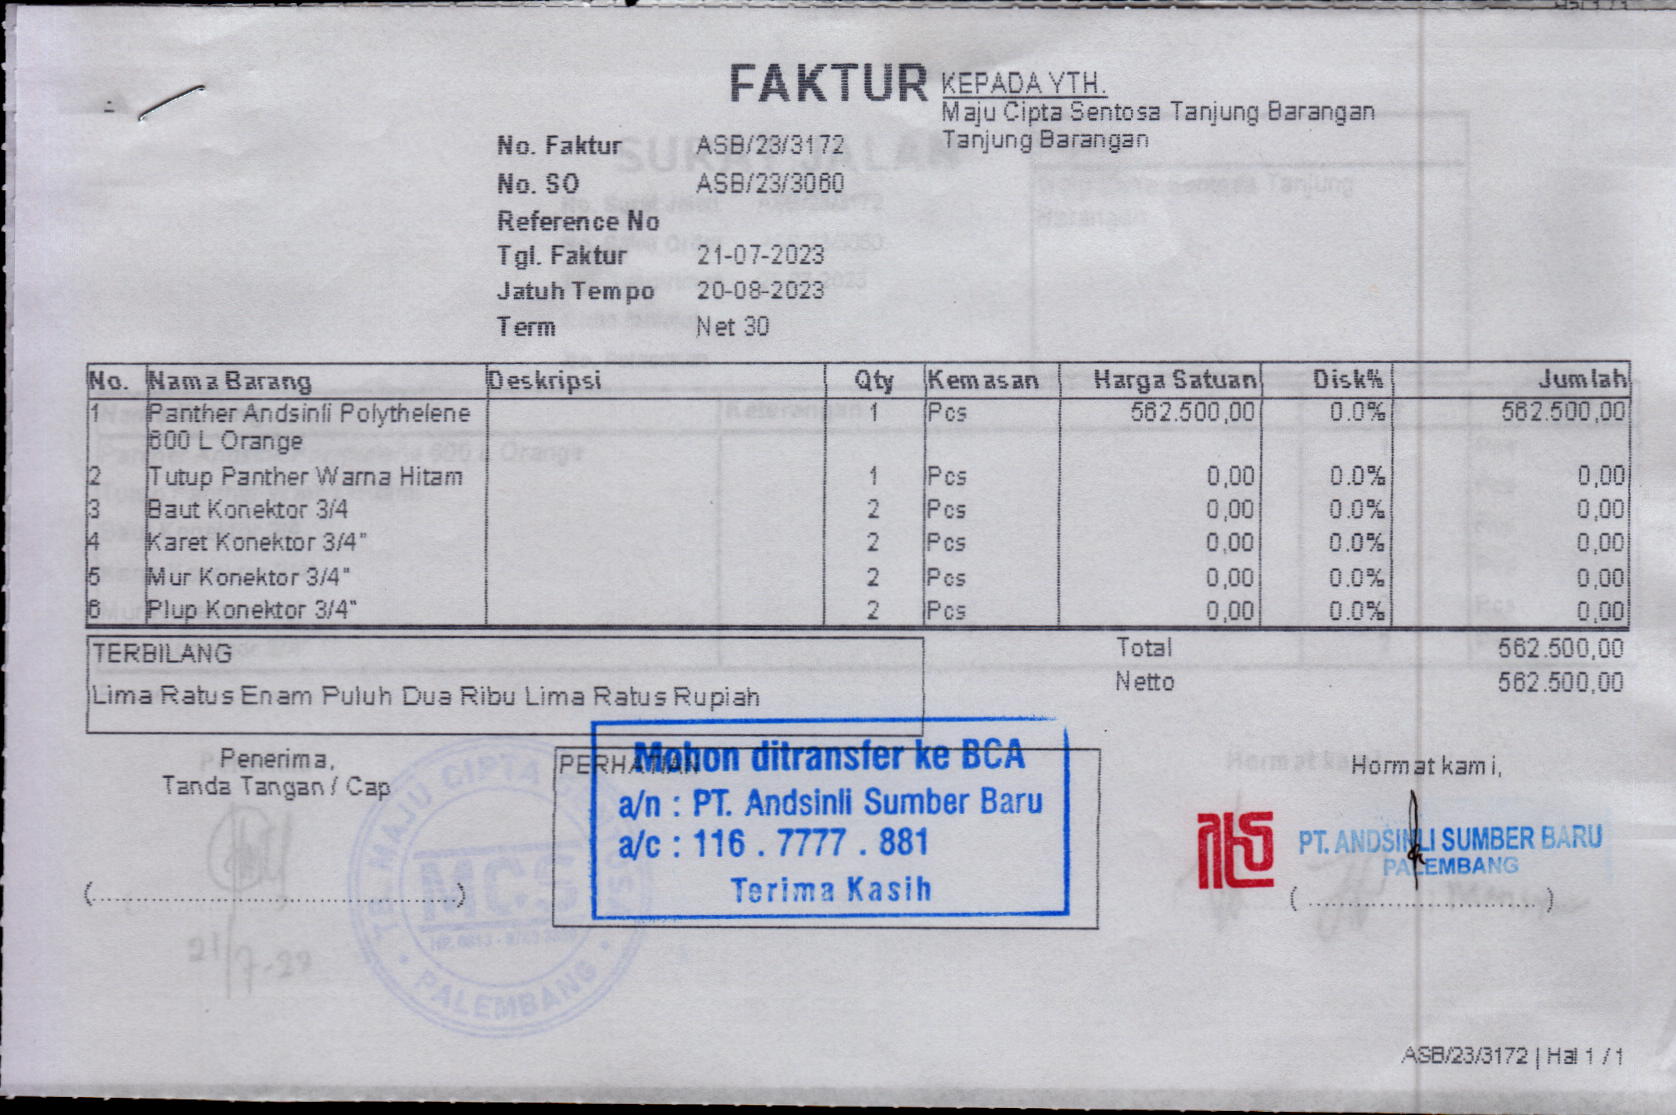 FAKTUR
KEPADA YTH.
Maju Cipta Sentosa Tanjung Barangan
Tanjung Barangan
No. Faktur ASB/23/3172
No. SO ASB/23/3060
Reference No
Tgl. Faktur 21-07-2023
Jatuh Tempo 20-08-2023
Term Net 30
No. Nama Barang Deskripsi Qty Kemasan Harga Satuan Disk% Jumlah
1 Panther Andsinli Polythelene 1 Pcs 562.500,00 0.0% 562.500,00
600 L Orange
2 Tutup Panther Warna Hitam 1 Pcs 0,00 0.0% 0,00
3 Baut Konektor 3/4 2 Pcs 0,00 0.0% 0,00
4 Karet Konektor 3/4" 2 Pcs 0,00 0.0% 0,00
5 Mur Konektor 3/4" 2 Pcs 0,00 0.0% 0,00
6 Plup Konektor 3/4" 2 Pcs 0,00 0.0% 0,00
TERBILANG
Lima Ratus Enam Puluh Dua Ribu Lima Ratus Rupiah
Total 562.500,00
Netto 562.500,00
Penerima,
Tanda Tangan / Cap
(........................................)
TB. MAJU CIPTA SENTOSA
MCS
PALEMBANG
21/7-23
PERHATIAN
Mohon ditransfer ke BCA
a/n : PT. Andsinli Sumber Baru
a/c : 116 . 7777 . 881
Terima Kasih
Hormat kami,
PT. ANDSINLI SUMBER BARU
PALEMBANG
(........................................)
ASB/23/3172 | Hal 1 / 1